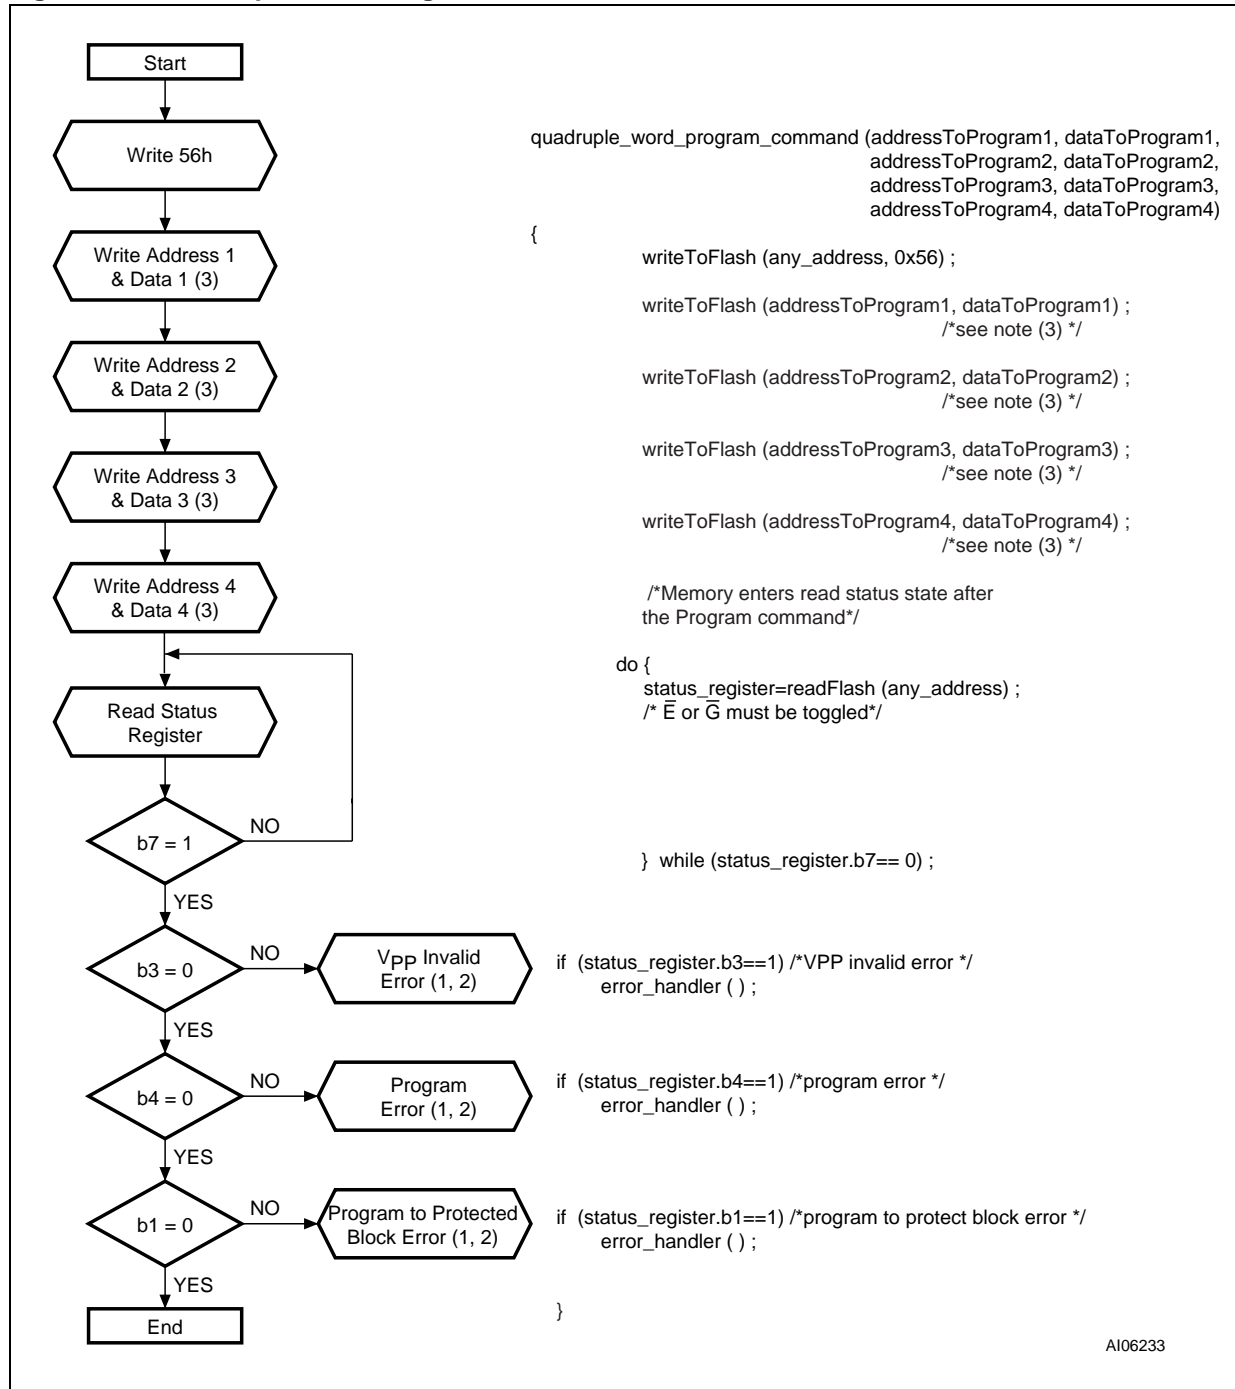 Start
Write 56h
Write Address 1
& Data 1 (3)
Write Address 2
& Data 2 (3)
Write Address 3
& Data 3 (3)
Write Address 4
& Data 4 (3)
Read Status
Register
b7 = 1
NO
YES
b3 = 0
NO
VPP Invalid
Error (1, 2)
YES
b4 = 0
NO
Program
Error (1, 2)
YES
b1 = 0
NO
Program to Protected
Block Error (1, 2)
YES
End
quadruple_word_program_command (addressToProgram1, dataToProgram1,
addressToProgram2, dataToProgram2,
addressToProgram3, dataToProgram3,
addressToProgram4, dataToProgram4)
{
writeToFlash (any_address, 0x56) ;
writeToFlash (addressToProgram1, dataToProgram1) ;
/*see note (3) */
writeToFlash (addressToProgram2, dataToProgram2) ;
/*see note (3) */
writeToFlash (addressToProgram3, dataToProgram3) ;
/*see note (3) */
writeToFlash (addressToProgram4, dataToProgram4) ;
/*see note (3) */
/*Memory enters read status state after
the Program command*/
do {
status_register=readFlash (any_address) ;
/* E̅ or G̅ must be toggled*/
} while (status_register.b7== 0) ;
if (status_register.b3==1) /*VPP invalid error */
error_handler ( ) ;
if (status_register.b4==1) /*program error */
error_handler ( ) ;
if (status_register.b1==1) /*program to protect block error */
error_handler ( ) ;
}
AI06233